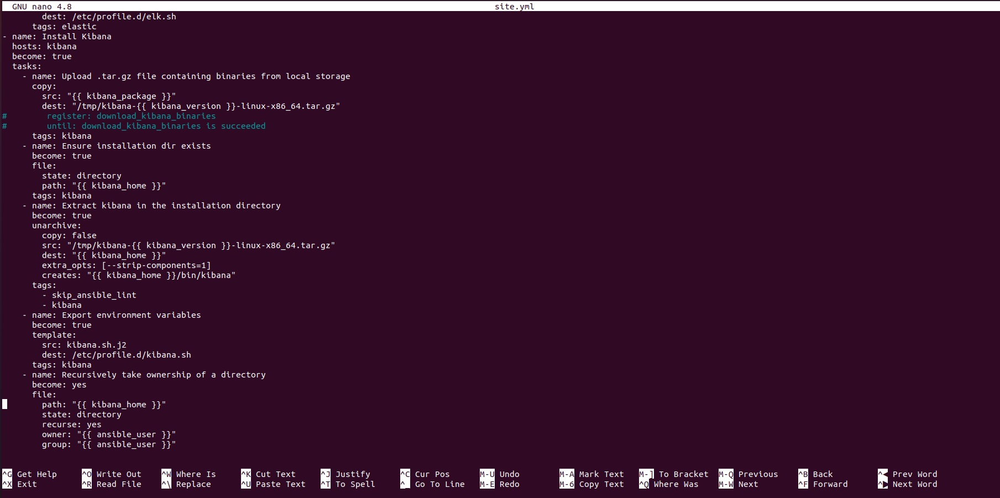 GNU nano 4.8 site.yml
        dest: /etc/profile.d/elk.sh
      tags: elastic
- name: Install Kibana
  hosts: kibana
  become: true
  tasks:
    - name: Upload .tar.gz file containing binaries from local storage
      copy:
        src: "{{ kibana_package }}"
        dest: "/tmp/kibana-{{ kibana_version }}-linux-x86_64.tar.gz"
#        register: download_kibana_binaries
#        until: download_kibana_binaries is succeeded
      tags: kibana
    - name: Ensure installation dir exists
      become: true
      file:
        state: directory
        path: "{{ kibana_home }}"
      tags: kibana
    - name: Extract kibana in the installation directory
      become: true
      unarchive:
        copy: false
        src: "/tmp/kibana-{{ kibana_version }}-linux-x86_64.tar.gz"
        dest: "{{ kibana_home }}"
        extra_opts: [--strip-components=1]
        creates: "{{ kibana_home }}/bin/kibana"
      tags:
        - skip_ansible_lint
        - kibana
    - name: Export environment variables
      become: true
      template:
        src: kibana.sh.j2
        dest: /etc/profile.d/kibana.sh
      tags: kibana
    - name: Recursively take ownership of a directory
      become: yes
      file:
        path: "{{ kibana_home }}"
        state: directory
        recurse: yes
        owner: "{{ ansible_user }}"
        group: "{{ ansible_user }}"
^G Get Help ^O Write Out ^W Where Is ^K Cut Text ^J Justify ^C Cur Pos M-U Undo M-A Mark Text M-] To Bracket M-Q Previous ^B Back ^◀ Prev Word
^X Exit ^R Read File ^\ Replace ^U Paste Text ^T To Spell ^_ Go To Line M-E Redo M-6 Copy Text ^Q Where Was M-W Next ^F Forward ^▶ Next Word